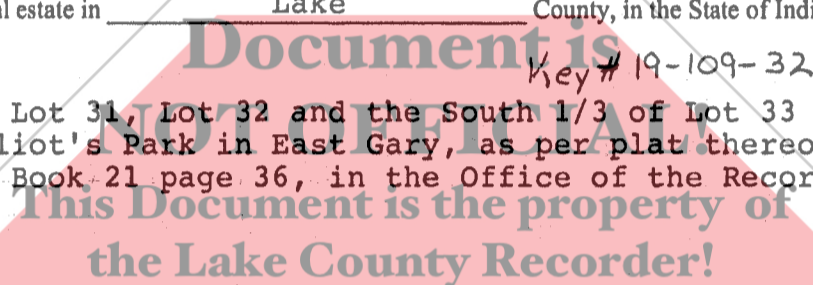 l estate in Lake County, in the State of Indi
Document is
Key # 19-109-32
Lot 31, Lot 32 and the South 1/3 of Lot 33
NOT OFFICIAL!
liot's Park in East Gary, as per plat thereo
Book 21 page 36, in the Office of the Recor
This Document is the property of
the Lake County Recorder!